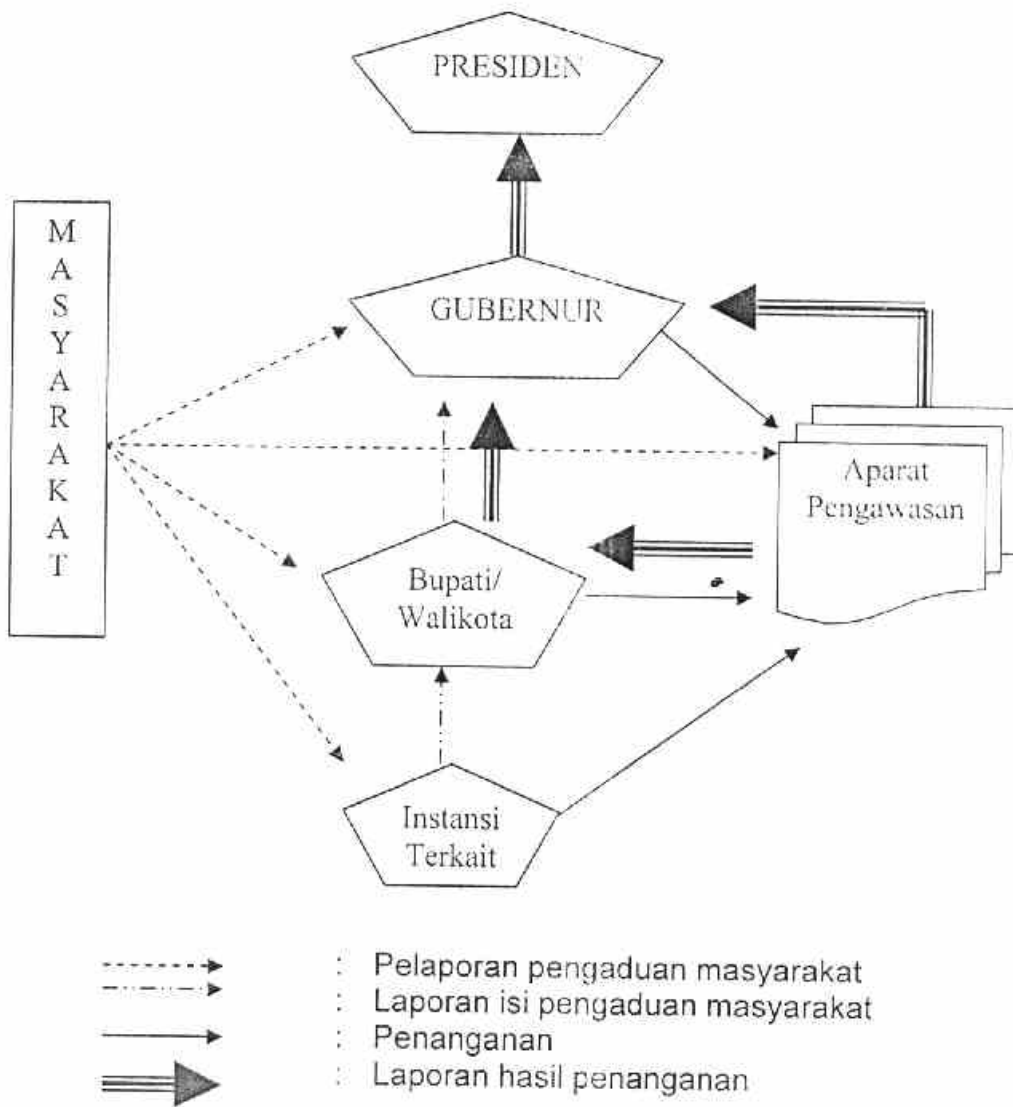 PRESIDEN
M
A
S
Y
A
R
A
K
A
T
GUBERNUR
Aparat
Pengawasan
Bupati/
Walikota
Instansi
Terkait
: Pelaporan pengaduan masyarakat
: Laporan isi pengaduan masyarakat
: Penanganan
: Laporan hasil penanganan